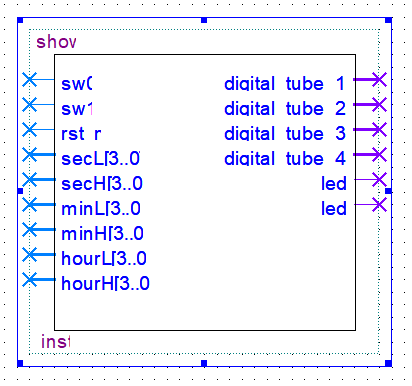 show
sw0
sw1
rst_n
secL[3..0]
secH[3..0
minL[3..0]
minH[3..0
hourL[3..0
hourH[3..0
digital_tube_1
digital_tube_2
digital_tube_3
digital_tube_4
led
led
inst